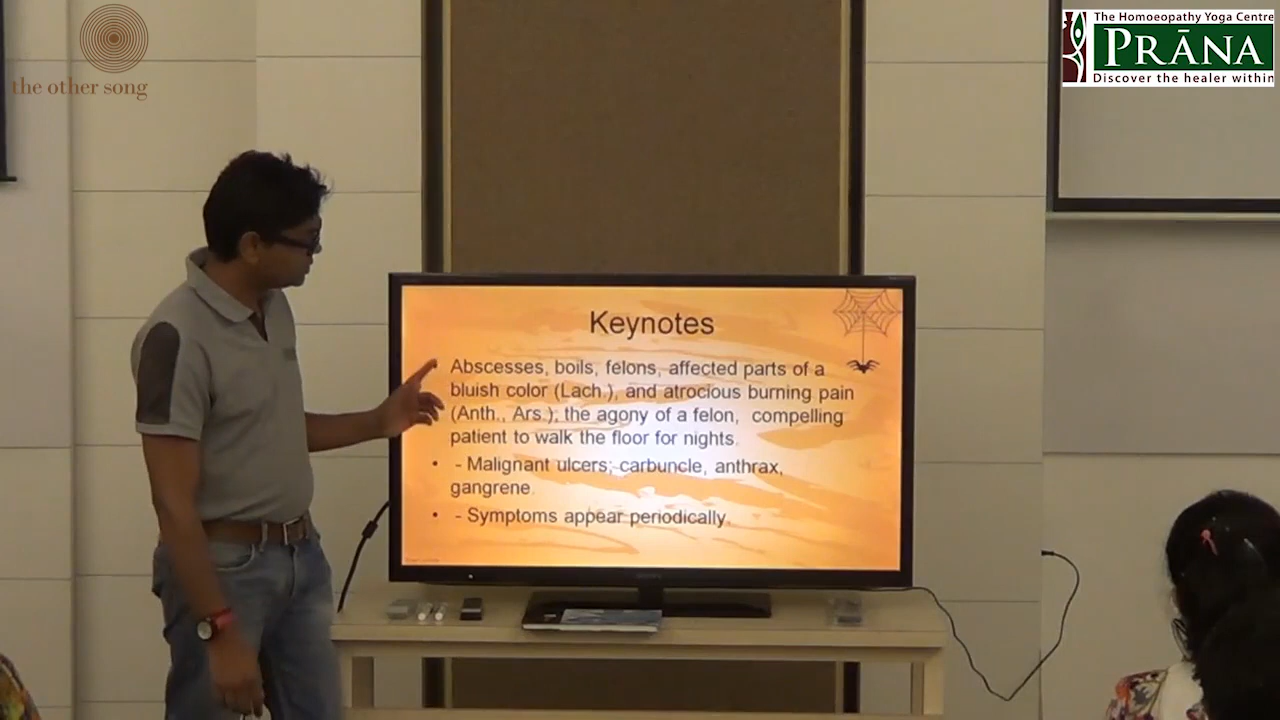 the other song
The Homoeopathy Yoga Centre
PRĀNA
Discover the healer within
Keynotes
Abscesses, boils, felons, affected parts of a
bluish color (Lach.), and atrocious burning pain
(Anth., Ars.); the agony of a felon, compelling
patient to walk the floor for nights.
• - Malignant ulcers; carbuncle, anthrax,
gangrene.
• - Symptoms appear periodically.